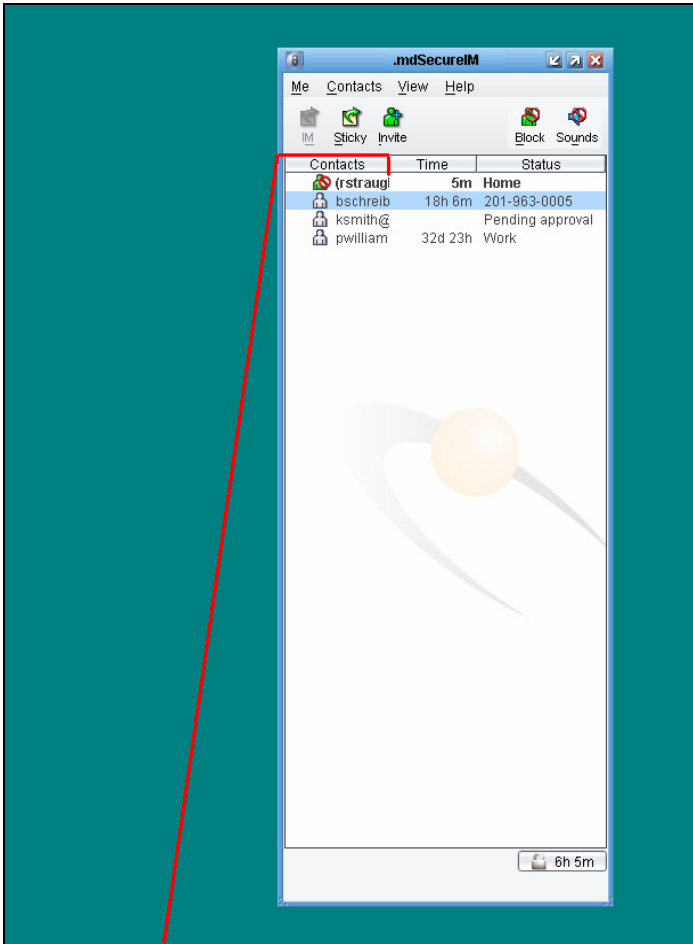 .mdSecureIM
Me Contacts View Help
IM Sticky Invite Block Sounds
Contacts Time Status
(rstraugl 5m Home
bschreib 18h 6m 201-963-0005
ksmith@ Pending approval
pwilliam 32d 23h Work
6h 5m